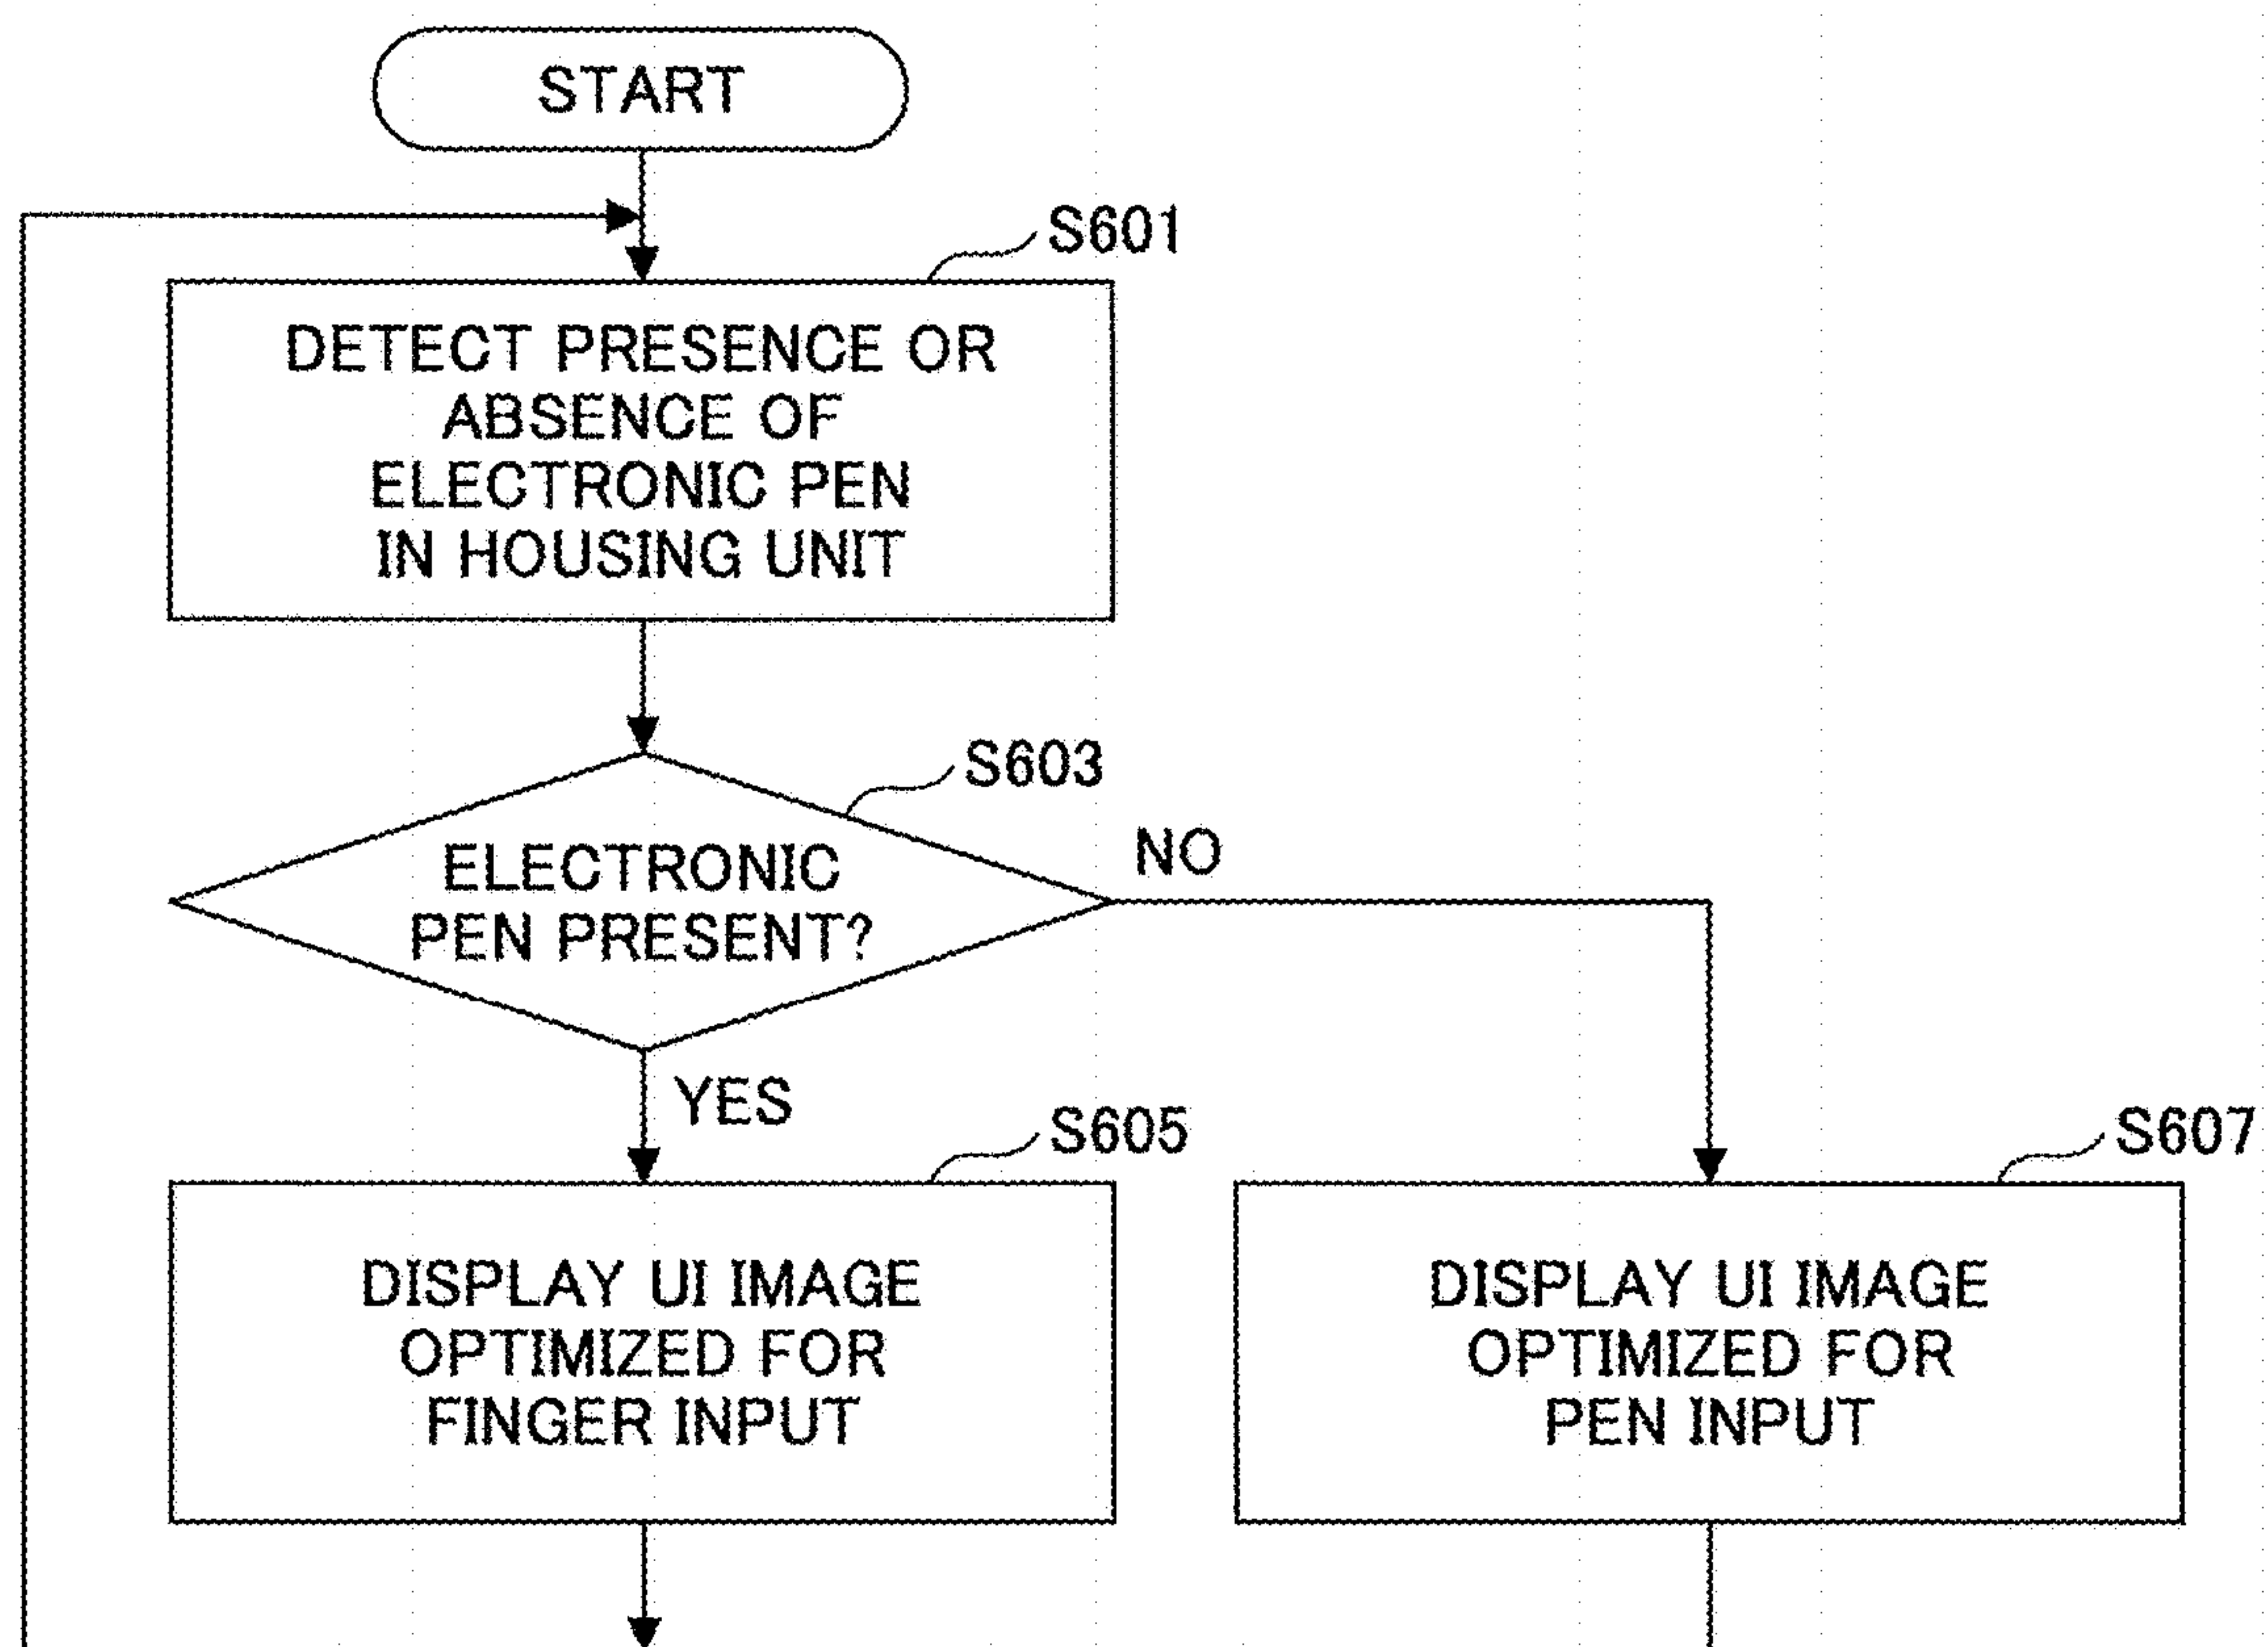 START
S601
DETECT PRESENCE OR
ABSENCE OF
ELECTRONIC PEN
IN HOUSING UNIT
S603
ELECTRONIC
PEN PRESENT?
NO
YES
S605
DISPLAY UI IMAGE
OPTIMIZED FOR
FINGER INPUT
S607
DISPLAY UI IMAGE
OPTIMIZED FOR
PEN INPUT